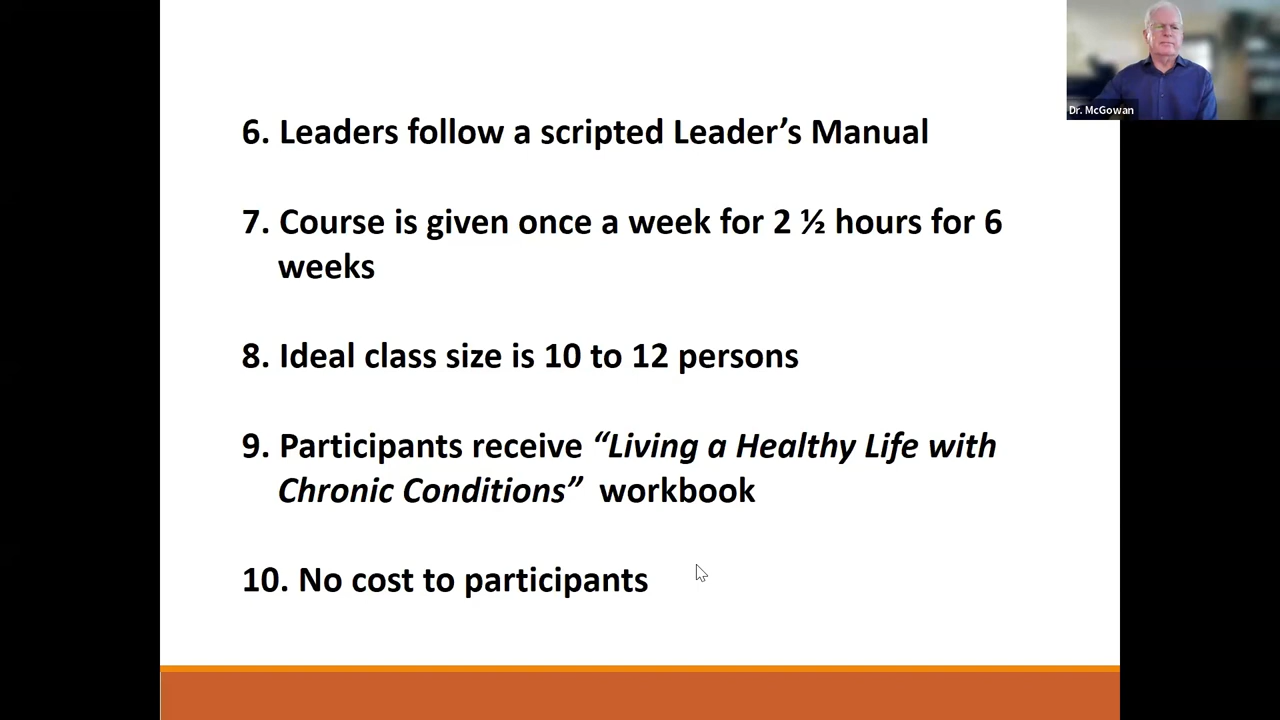 Dr. McGowan
6. Leaders follow a scripted Leader’s Manual
7. Course is given once a week for 2 ½ hours for 6
weeks
8. Ideal class size is 10 to 12 persons
9. Participants receive “Living a Healthy Life with
Chronic Conditions” workbook
10. No cost to participants